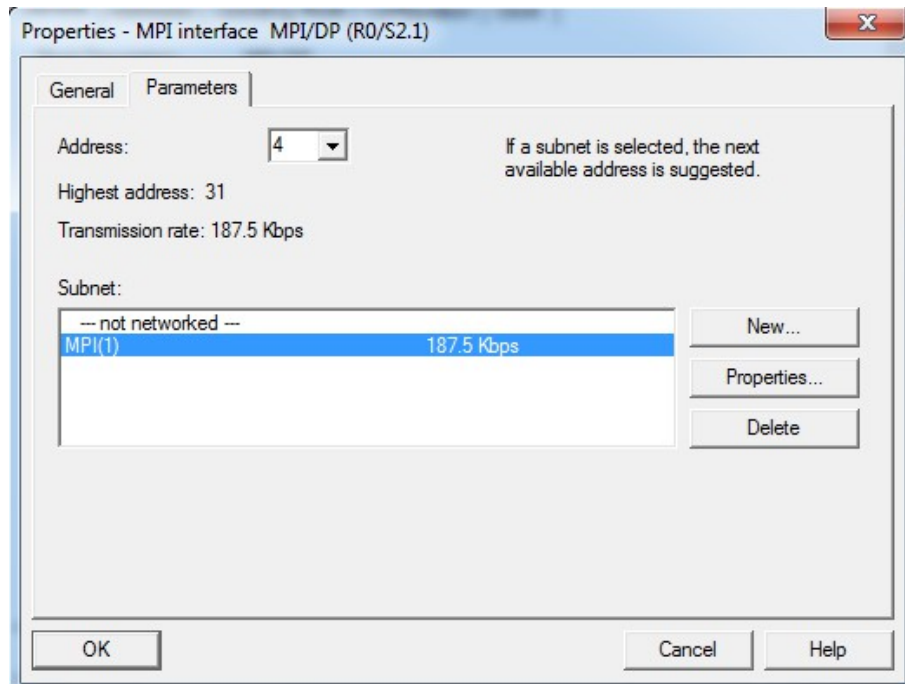 Properties - MPI interface  MPI/DP (R0/S2.1)
General
Parameters
Address:
4
If a subnet is selected, the next
available address is suggested.
Highest address: 31
Transmission rate: 187.5 Kbps
Subnet:
--- not networked ---
MPI(1) 187.5 Kbps
New...
Properties...
Delete
OK
Cancel
Help